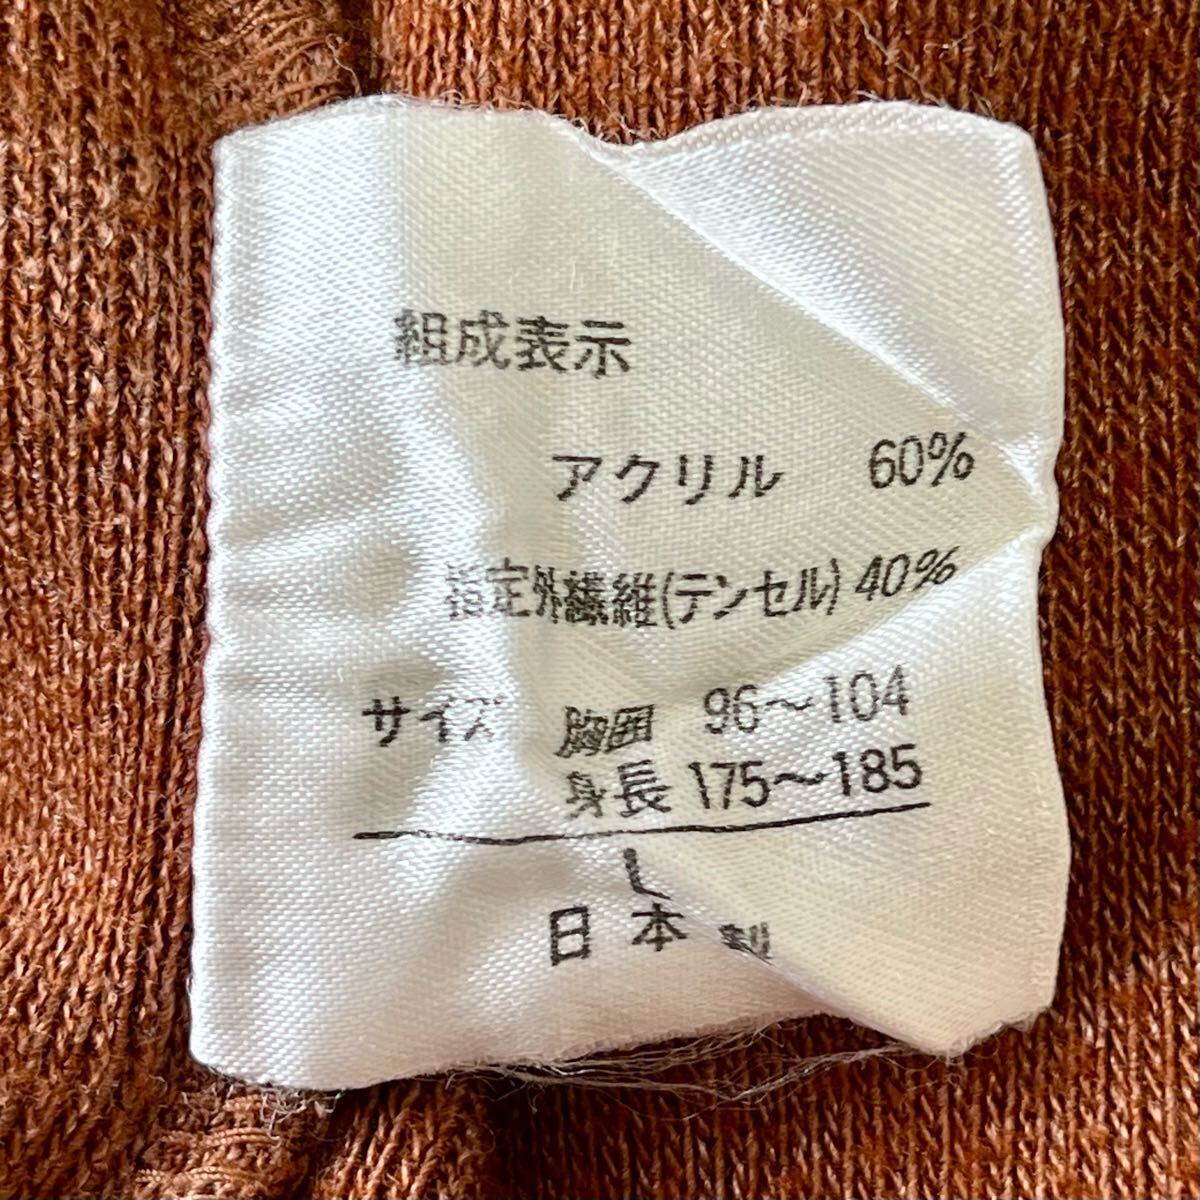 組成表示
アクリル 60%
指定外繊維(テンセル) 40%
サイズ 胸囲 96〜104
身長 175〜185
L
日本製